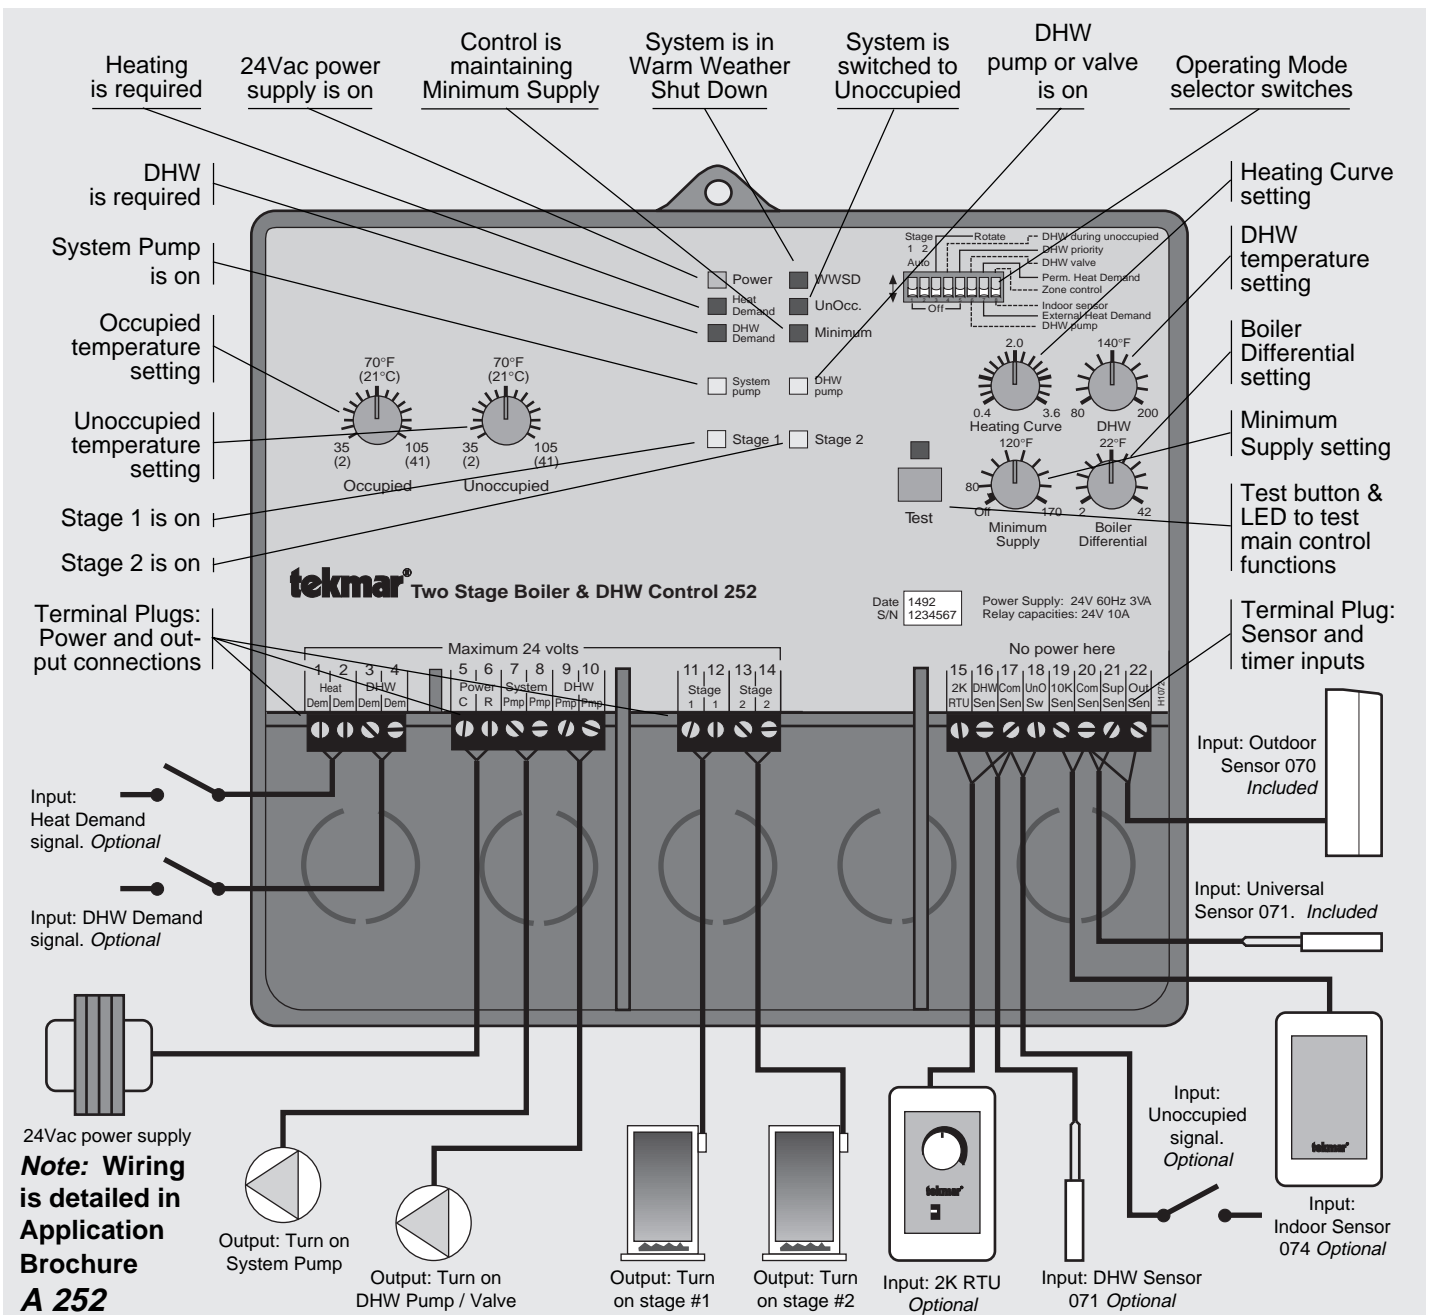 Heating
is required
24Vac power
supply is on
Control is
maintaining
Minimum Supply
System is in
Warm Weather
Shut Down
System is
switched to
Unoccupied
DHW
pump or valve
is on
Operating Mode
selector switches
DHW
is required
System Pump
is on
Occupied
temperature
setting
Unoccupied
temperature
setting
Stage 1 is on
Stage 2 is on
Terminal Plugs:
Power and out-
put connections
Heating Curve
setting
DHW
temperature
setting
Boiler
Differential
setting
Minimum
Supply setting
Test button &
LED to test
main control
functions
Terminal Plug:
Sensor and
timer inputs
Power
WWSD
Heat
Demand
UnOcc.
DHW
Demand
Minimum
System
pump
DHW
pump
Stage 1
Stage 2
Stage
1 2
Auto
Rotate
Off
DHW during unoccupied
DHW priority
DHW valve
Perm. Heat Demand
Zone control
Indoor sensor
External Heat Demand
DHW pump
70°F
(21°C)
35
(2)
105
(41)
Occupied
70°F
(21°C)
35
(2)
105
(41)
Unoccupied
2.0
0.4
3.6
Heating Curve
140°F
80
200
DHW
120°F
80
Off
170
Minimum
Supply
22°F
2
42
Boiler
Differential
Test
tekmar® Two Stage Boiler & DHW Control 252
Date 1492
S/N 1234567
Power Supply: 24V 60Hz 3VA
Relay capacities: 24V 10A
Maximum 24 volts
No power here
1 2 3 4
Heat DHW
Dem Dem Dem Dem
5 6 7 8 9 10
Power System DHW
C R Pmp Pmp Pmp Pmp
11 12 13 14
Stage Stage
1 1 2 2
15 16 17 18 19 20 21 22
2K DHW Com UnO 10K Com Sup Out
RTU Sen Sen Sw Sen Sen Sen Sen
Input:
Heat Demand
signal. Optional
Input: DHW Demand
signal. Optional
Input: Outdoor
Sensor 070
Included
Input: Universal
Sensor 071. Included
24Vac power supply
Note: Wiring
is detailed in
Application
Brochure
A 252
Output: Turn on
System Pump
Output: Turn on
DHW Pump / Valve
Output: Turn
on stage #1
Output: Turn
on stage #2
tekmar®
Input: 2K RTU
Optional
Input: DHW Sensor
071 Optional
Input:
Unoccupied
signal.
Optional
tekmar®
Input:
Indoor Sensor
074 Optional